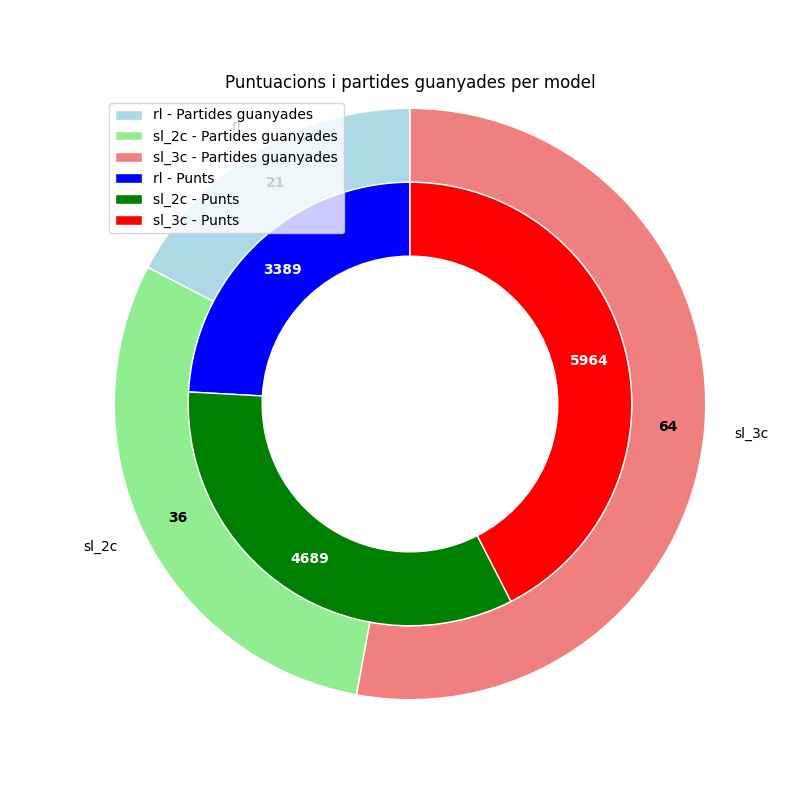 Puntuacions i partides guanyades per model
rl - Partides guanyades
sl_2c - Partides guanyades
sl_3c - Partides guanyades
rl - Punts
sl_2c - Punts
sl_3c - Punts
rl
21
3389
5964
64
sl_3c
36
sl_2c
4689